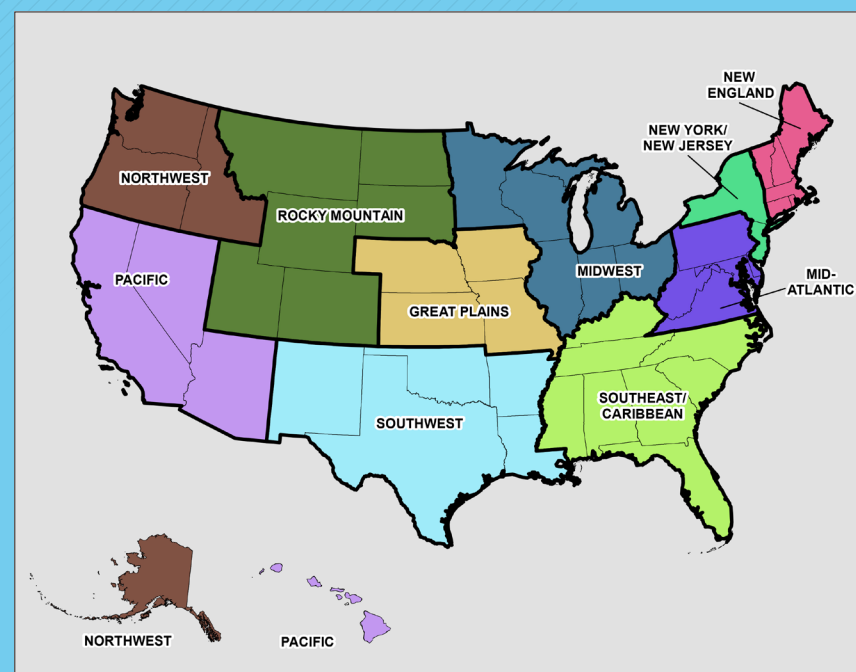 NEW
ENGLAND
NEW YORK/
NEW JERSEY
NORTHWEST
ROCKY MOUNTAIN
PACIFIC
MIDWEST
MID-
ATLANTIC
GREAT PLAINS
SOUTHEAST/
CARIBBEAN
SOUTHWEST
NORTHWEST
PACIFIC